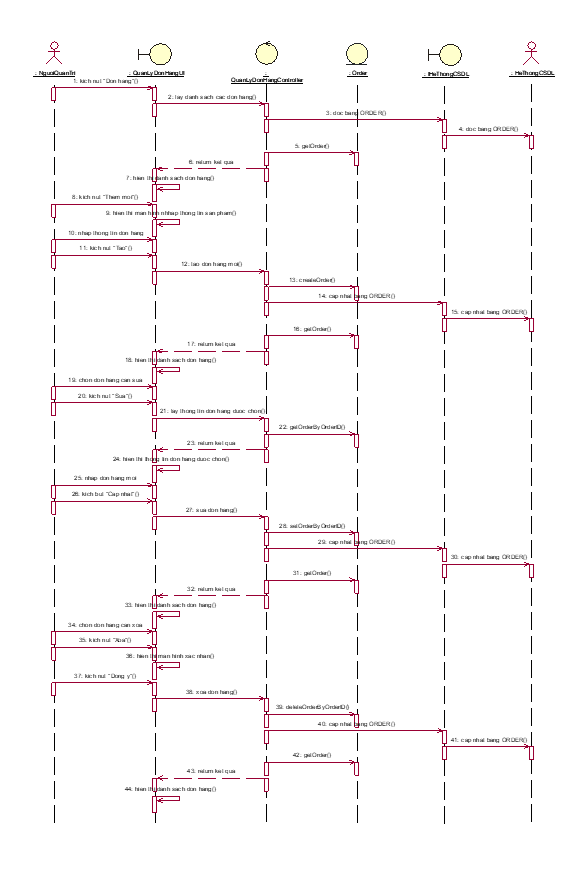 : NguoiQuanTri
: QuanLyDonHangUI
: QuanLyDonHangController
: Order
: IHeThongCSDL
: HeThongCSDL
1. kich nut "Don hang"()
2: lay danh sach cac don hang()
3: doc bang ORDER()
4: doc bang ORDER()
5: getOrder()
6: return ket qua
7: hien thi danh sach don hang()
8: kich nut "Them moi"()
9: hien thi man hinh nhhap thong tin san pham()
10: nhap thong tin don hang
11: kich nut "Tao"()
12: tao don hang moi()
13: createOrder()
14: cap nhat bang ORDER()
15: cap nhat bang ORDER()
16: getOrder()
17: return ket qua
18: hien thi danh sach don hang()
19: chon don hang can sua
20: kich nut "Sua"()
21: lay thong tin don hang duoc chon()
22: getOrderByOrderID()
23: return ket qua
24: hien thi thong tin don hang duoc chon()
25: nhap don hang moi
26: kich but "Cap nhat"()
27: sua don hang()
28: setOrderByOrderID()
29: cap nhat bang ORDER()
30: cap nhat bang ORDER()
31: getOrder()
32: return ket qua
33: hien thi danh sach don hang()
34: chon don hang can xoa
35: kich nut "Xoa"()
36: hien thi man hinh xac nhan()
37: kich nut "Dong y"()
38: xoa don hang()
39: deleteOrderByOrderID()
40: cap nhat bang ORDER()
41: cap nhat bang ORDER()
42: getOrder()
43: return ket qua
44: hien thi danh sach don hang()